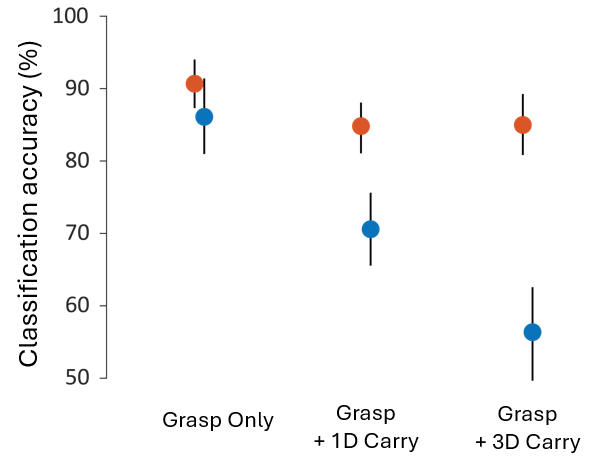 Classification accuracy (%)
100
90
80
70
60
50
Grasp Only
Grasp
+ 1D Carry
Grasp
+ 3D Carry